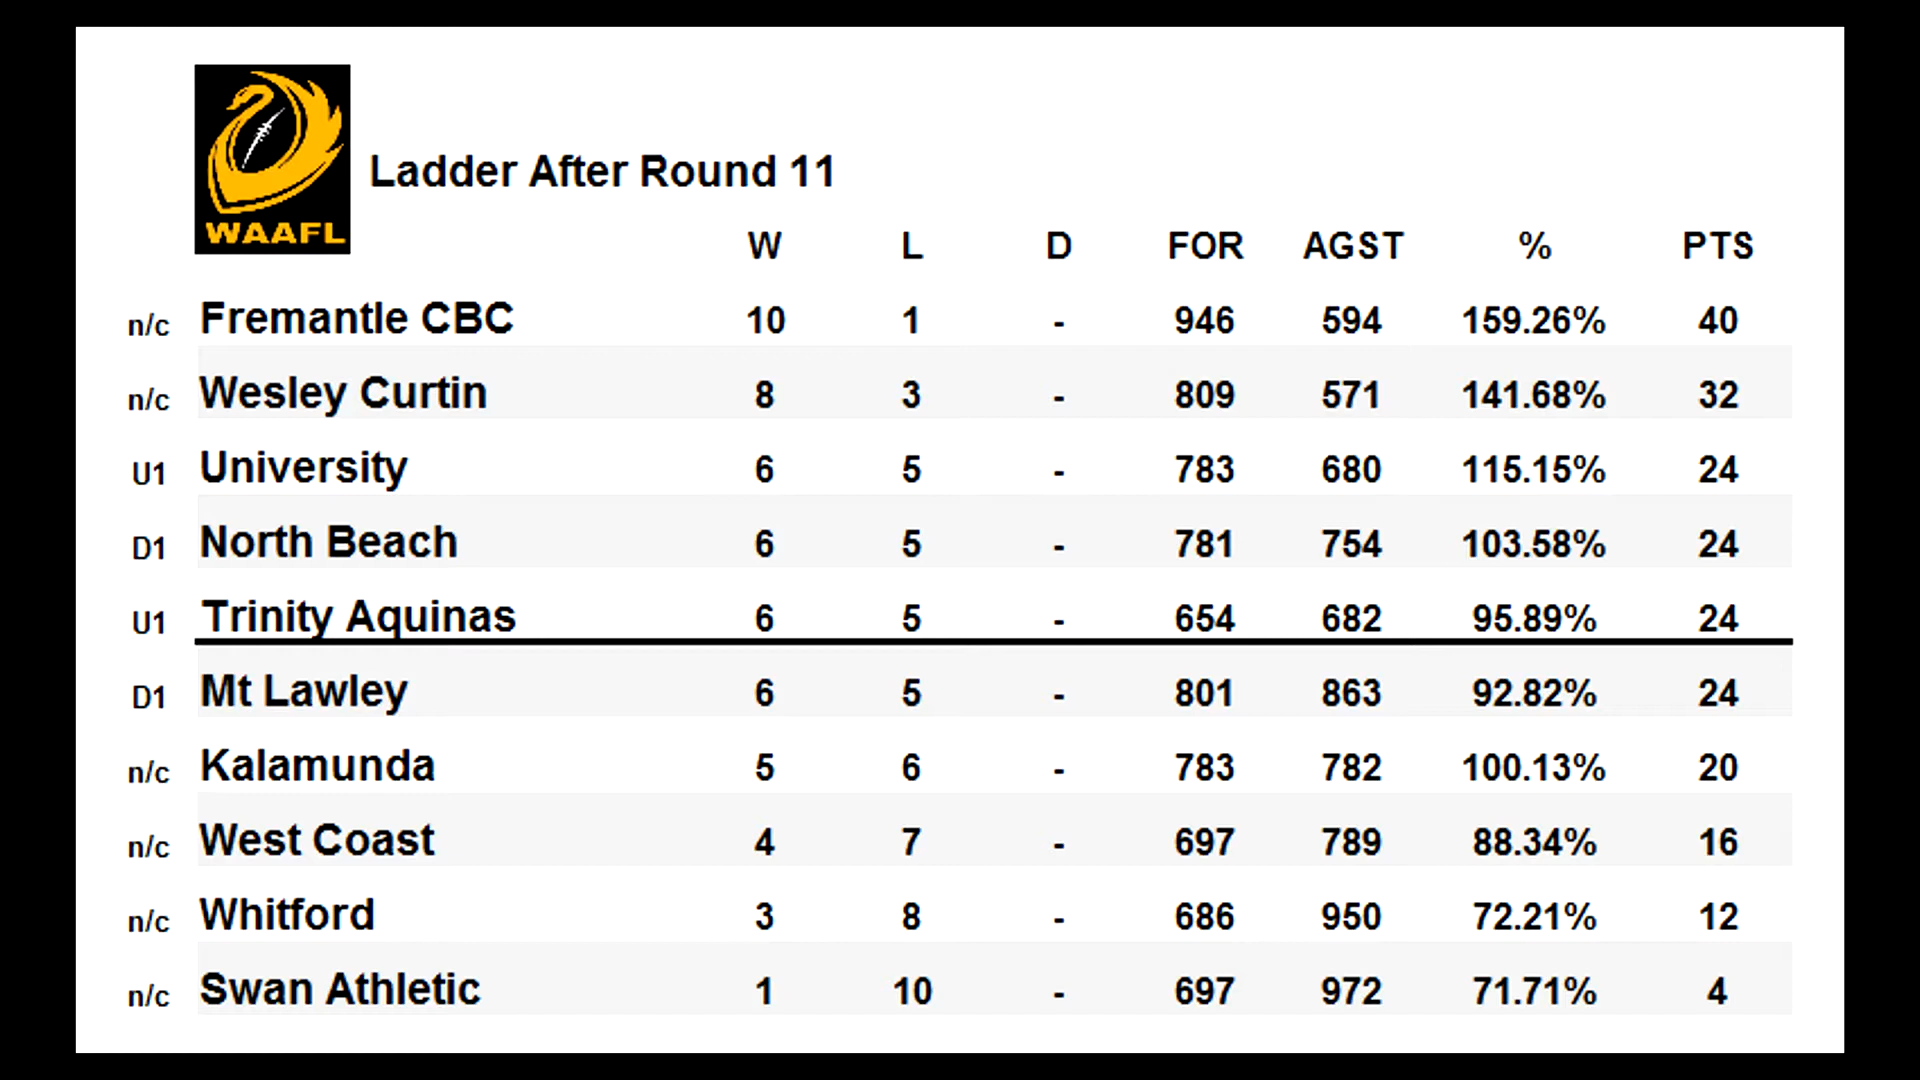 WAAFL
Ladder After Round 11
W L D FOR AGST % PTS
n/c Fremantle CBC 10 1 - 946 594 159.26% 40
n/c Wesley Curtin 8 3 - 809 571 141.68% 32
U1 University 6 5 - 783 680 115.15% 24
D1 North Beach 6 5 - 781 754 103.58% 24
U1 Trinity Aquinas 6 5 - 654 682 95.89% 24
D1 Mt Lawley 6 5 - 801 863 92.82% 24
n/c Kalamunda 5 6 - 783 782 100.13% 20
n/c West Coast 4 7 - 697 789 88.34% 16
n/c Whitford 3 8 - 686 950 72.21% 12
n/c Swan Athletic 1 10 - 697 972 71.71% 4